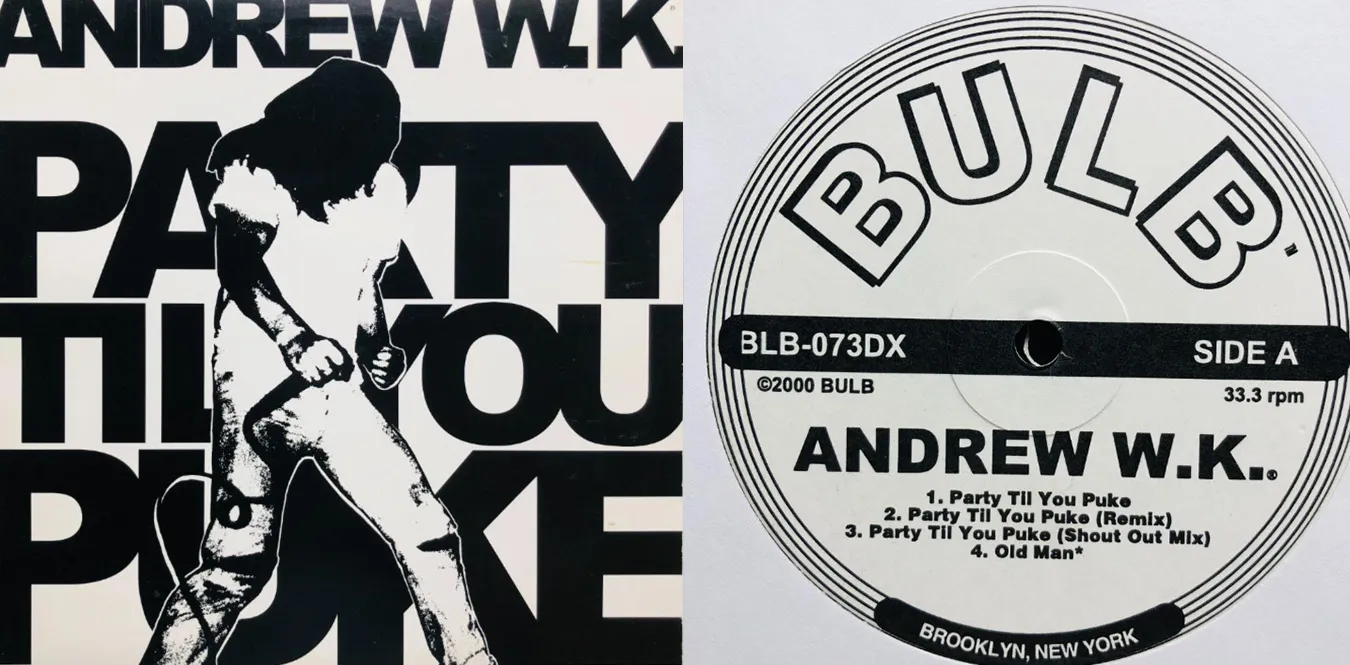 ANDREW W.K.
PARTY
TIL YOU
PUKE
BULB
BLB-073DX
SIDE A
©2000 BULB
33.3 rpm
ANDREW W.K.
1. Party Til You Puke
2. Party Til You Puke (Remix)
3. Party Til You Puke (Shout Out Mix)
4. Old Man*
BROOKLYN, NEW YORK